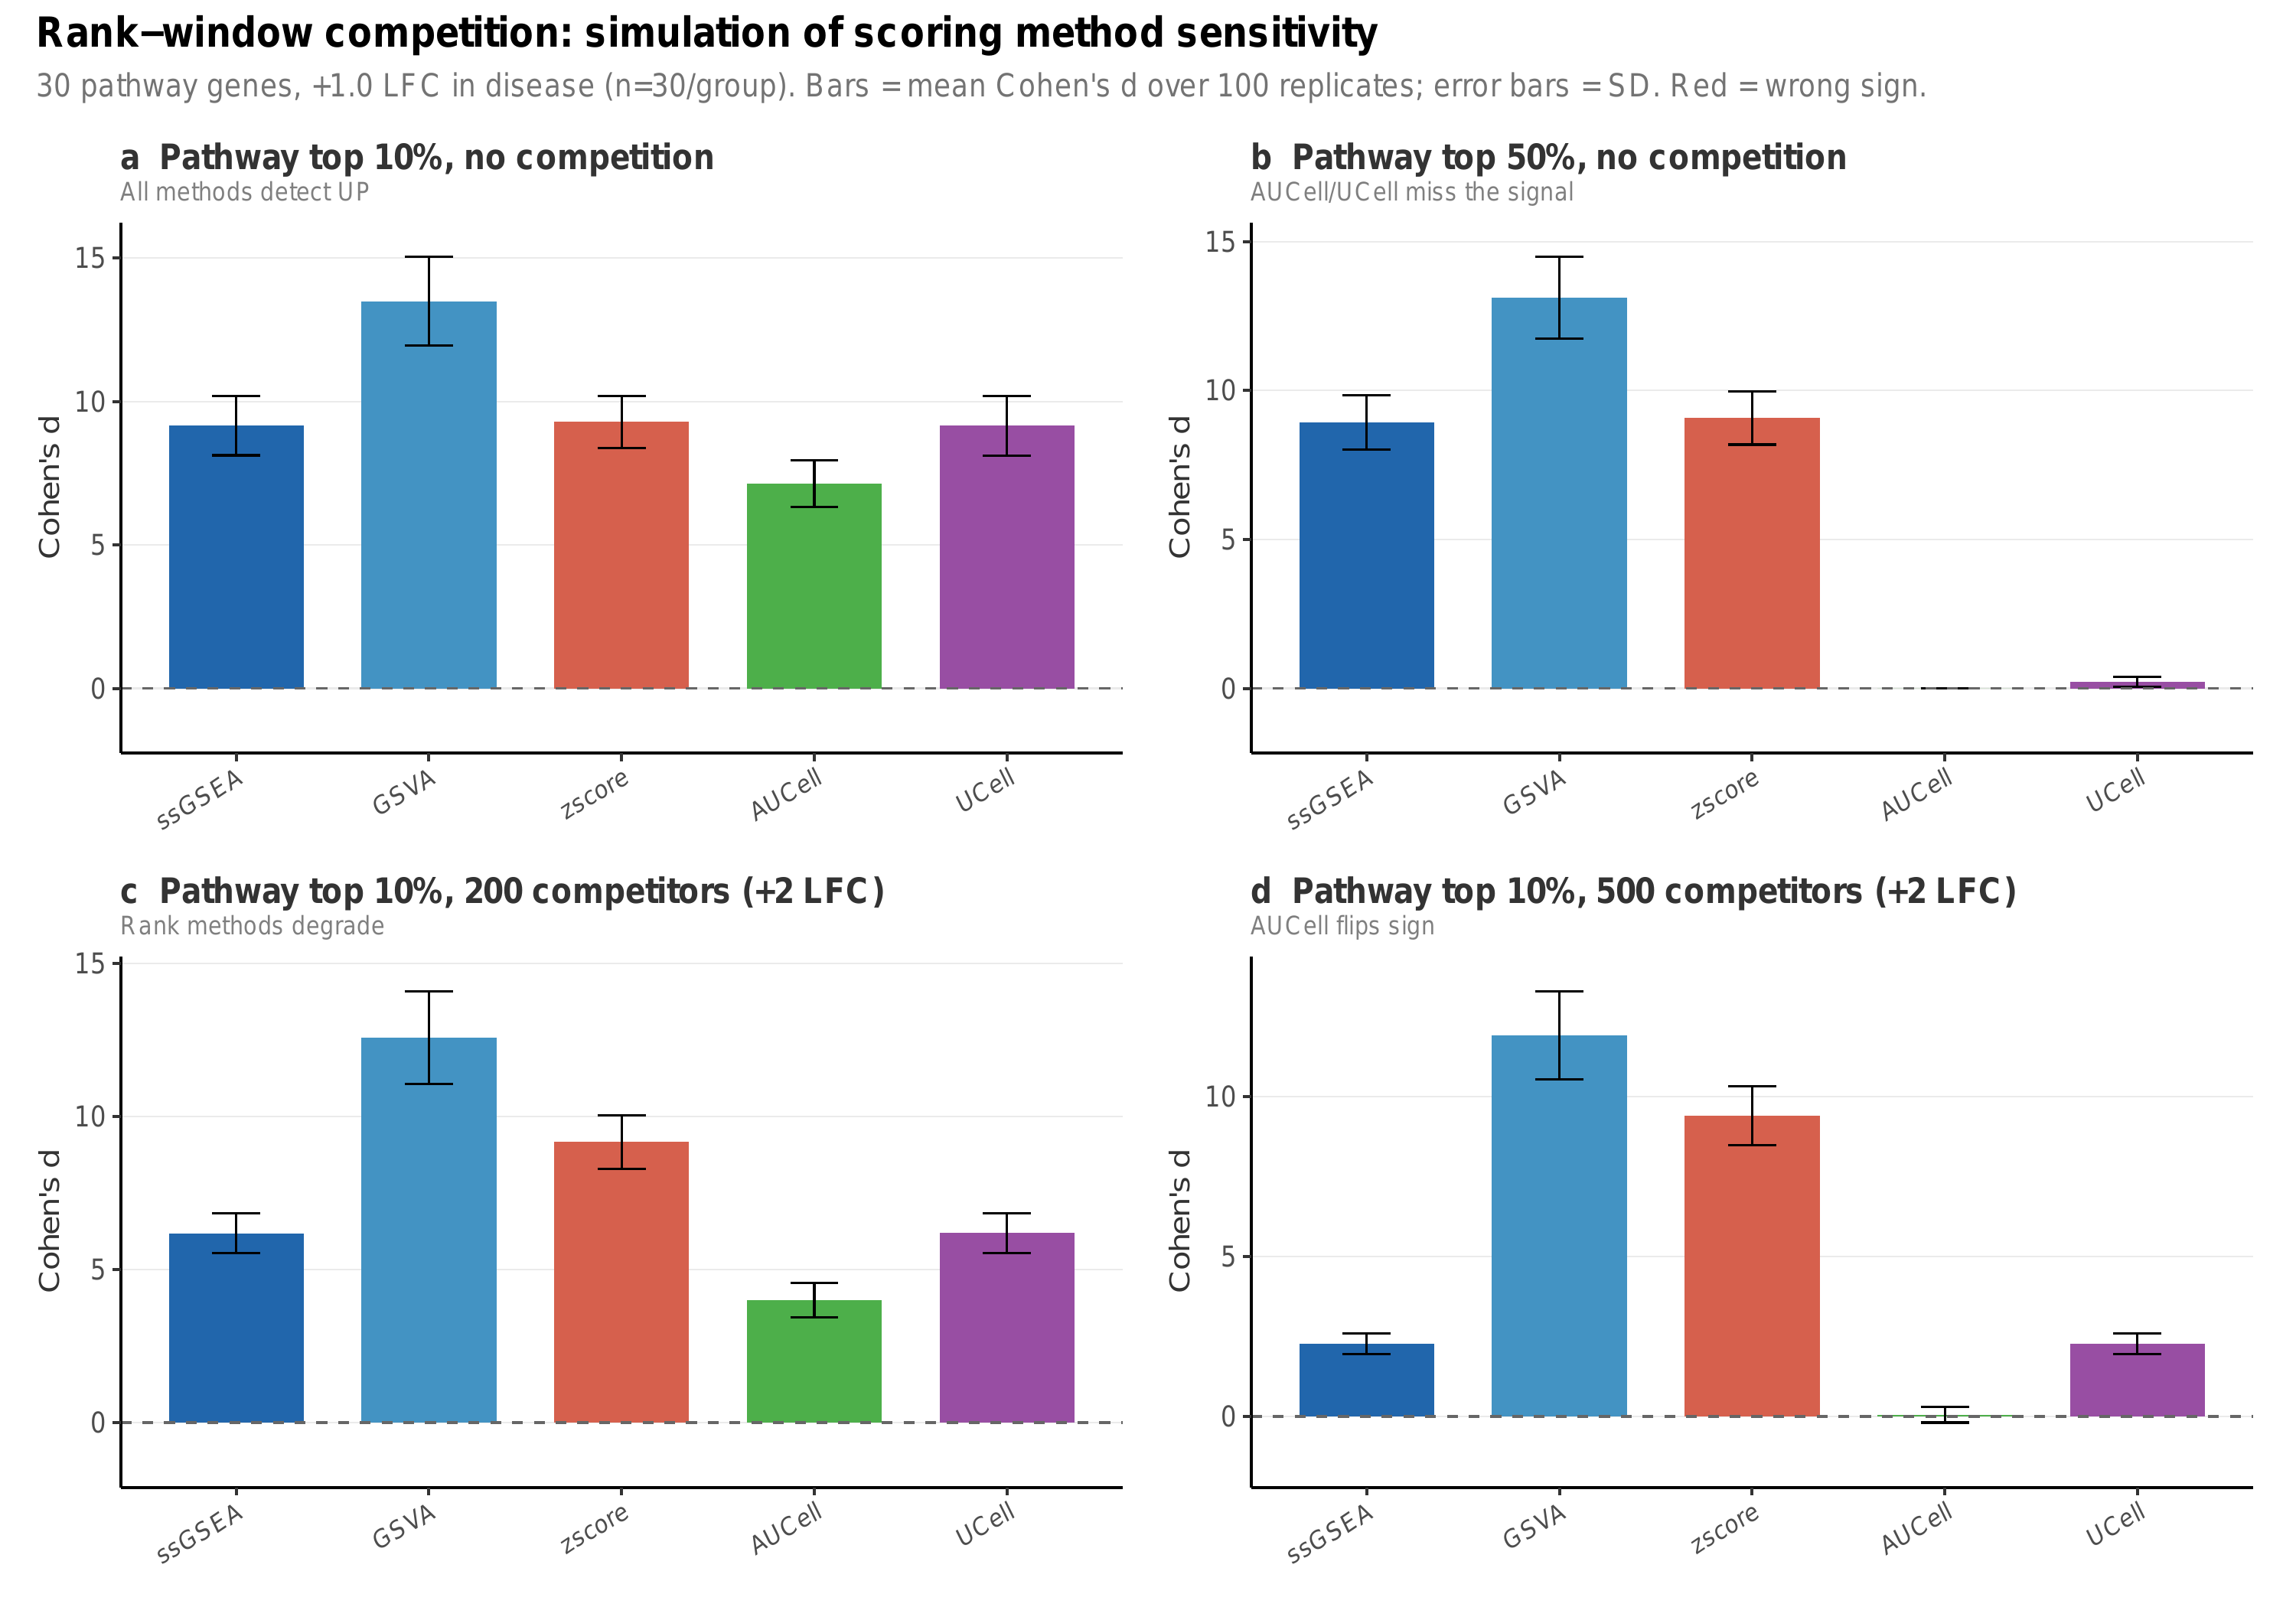 Rank−window competition: simulation of scoring method sensitivity
30 pathway genes, +1.0 LFC in disease (n=30/group). Bars = mean Cohen's d over 100 replicates; error bars = SD. Red = wrong sign.
a Pathway top 10%, no competition
All methods detect UP
15
10
5
0
Cohen's d
ssGSEA
GSVA
zscore
AUCell
UCell
b Pathway top 50%, no competition
AUCell/UCell miss the signal
15
10
5
0
Cohen's d
ssGSEA
GSVA
zscore
AUCell
UCell
c Pathway top 10%, 200 competitors (+2 LFC)
Rank methods degrade
15
10
5
0
Cohen's d
ssGSEA
GSVA
zscore
AUCell
UCell
d Pathway top 10%, 500 competitors (+2 LFC)
AUCell flips sign
10
5
0
Cohen's d
ssGSEA
GSVA
zscore
AUCell
UCell